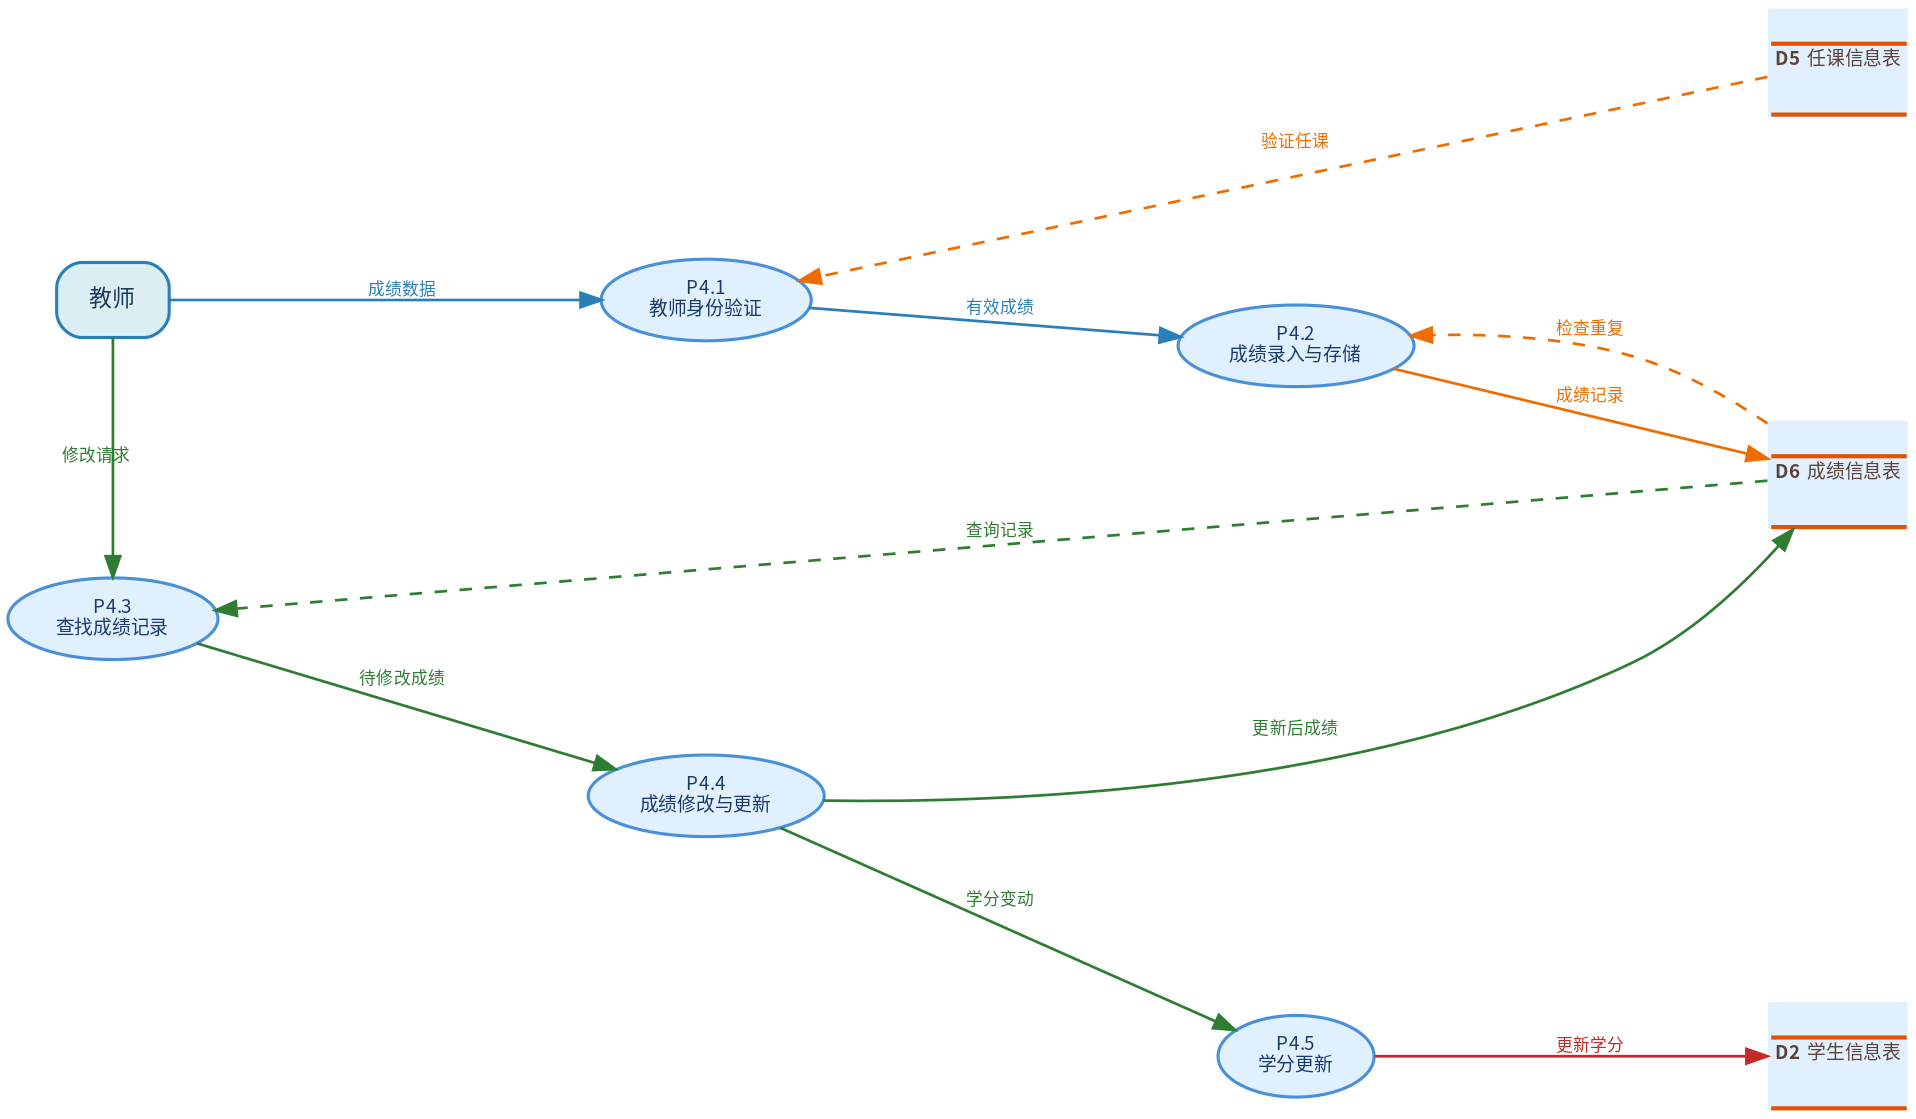 D5 任课信息表
验证任课
教师
成绩数据
P4.1
教师身份验证
有效成绩
P4.2
成绩录入与存储
检查重复
成绩记录
修改请求
D6 成绩信息表
查询记录
P4.3
查找成绩记录
待修改成绩
更新后成绩
P4.4
成绩修改与更新
学分变动
P4.5
学分更新
更新学分
D2 学生信息表